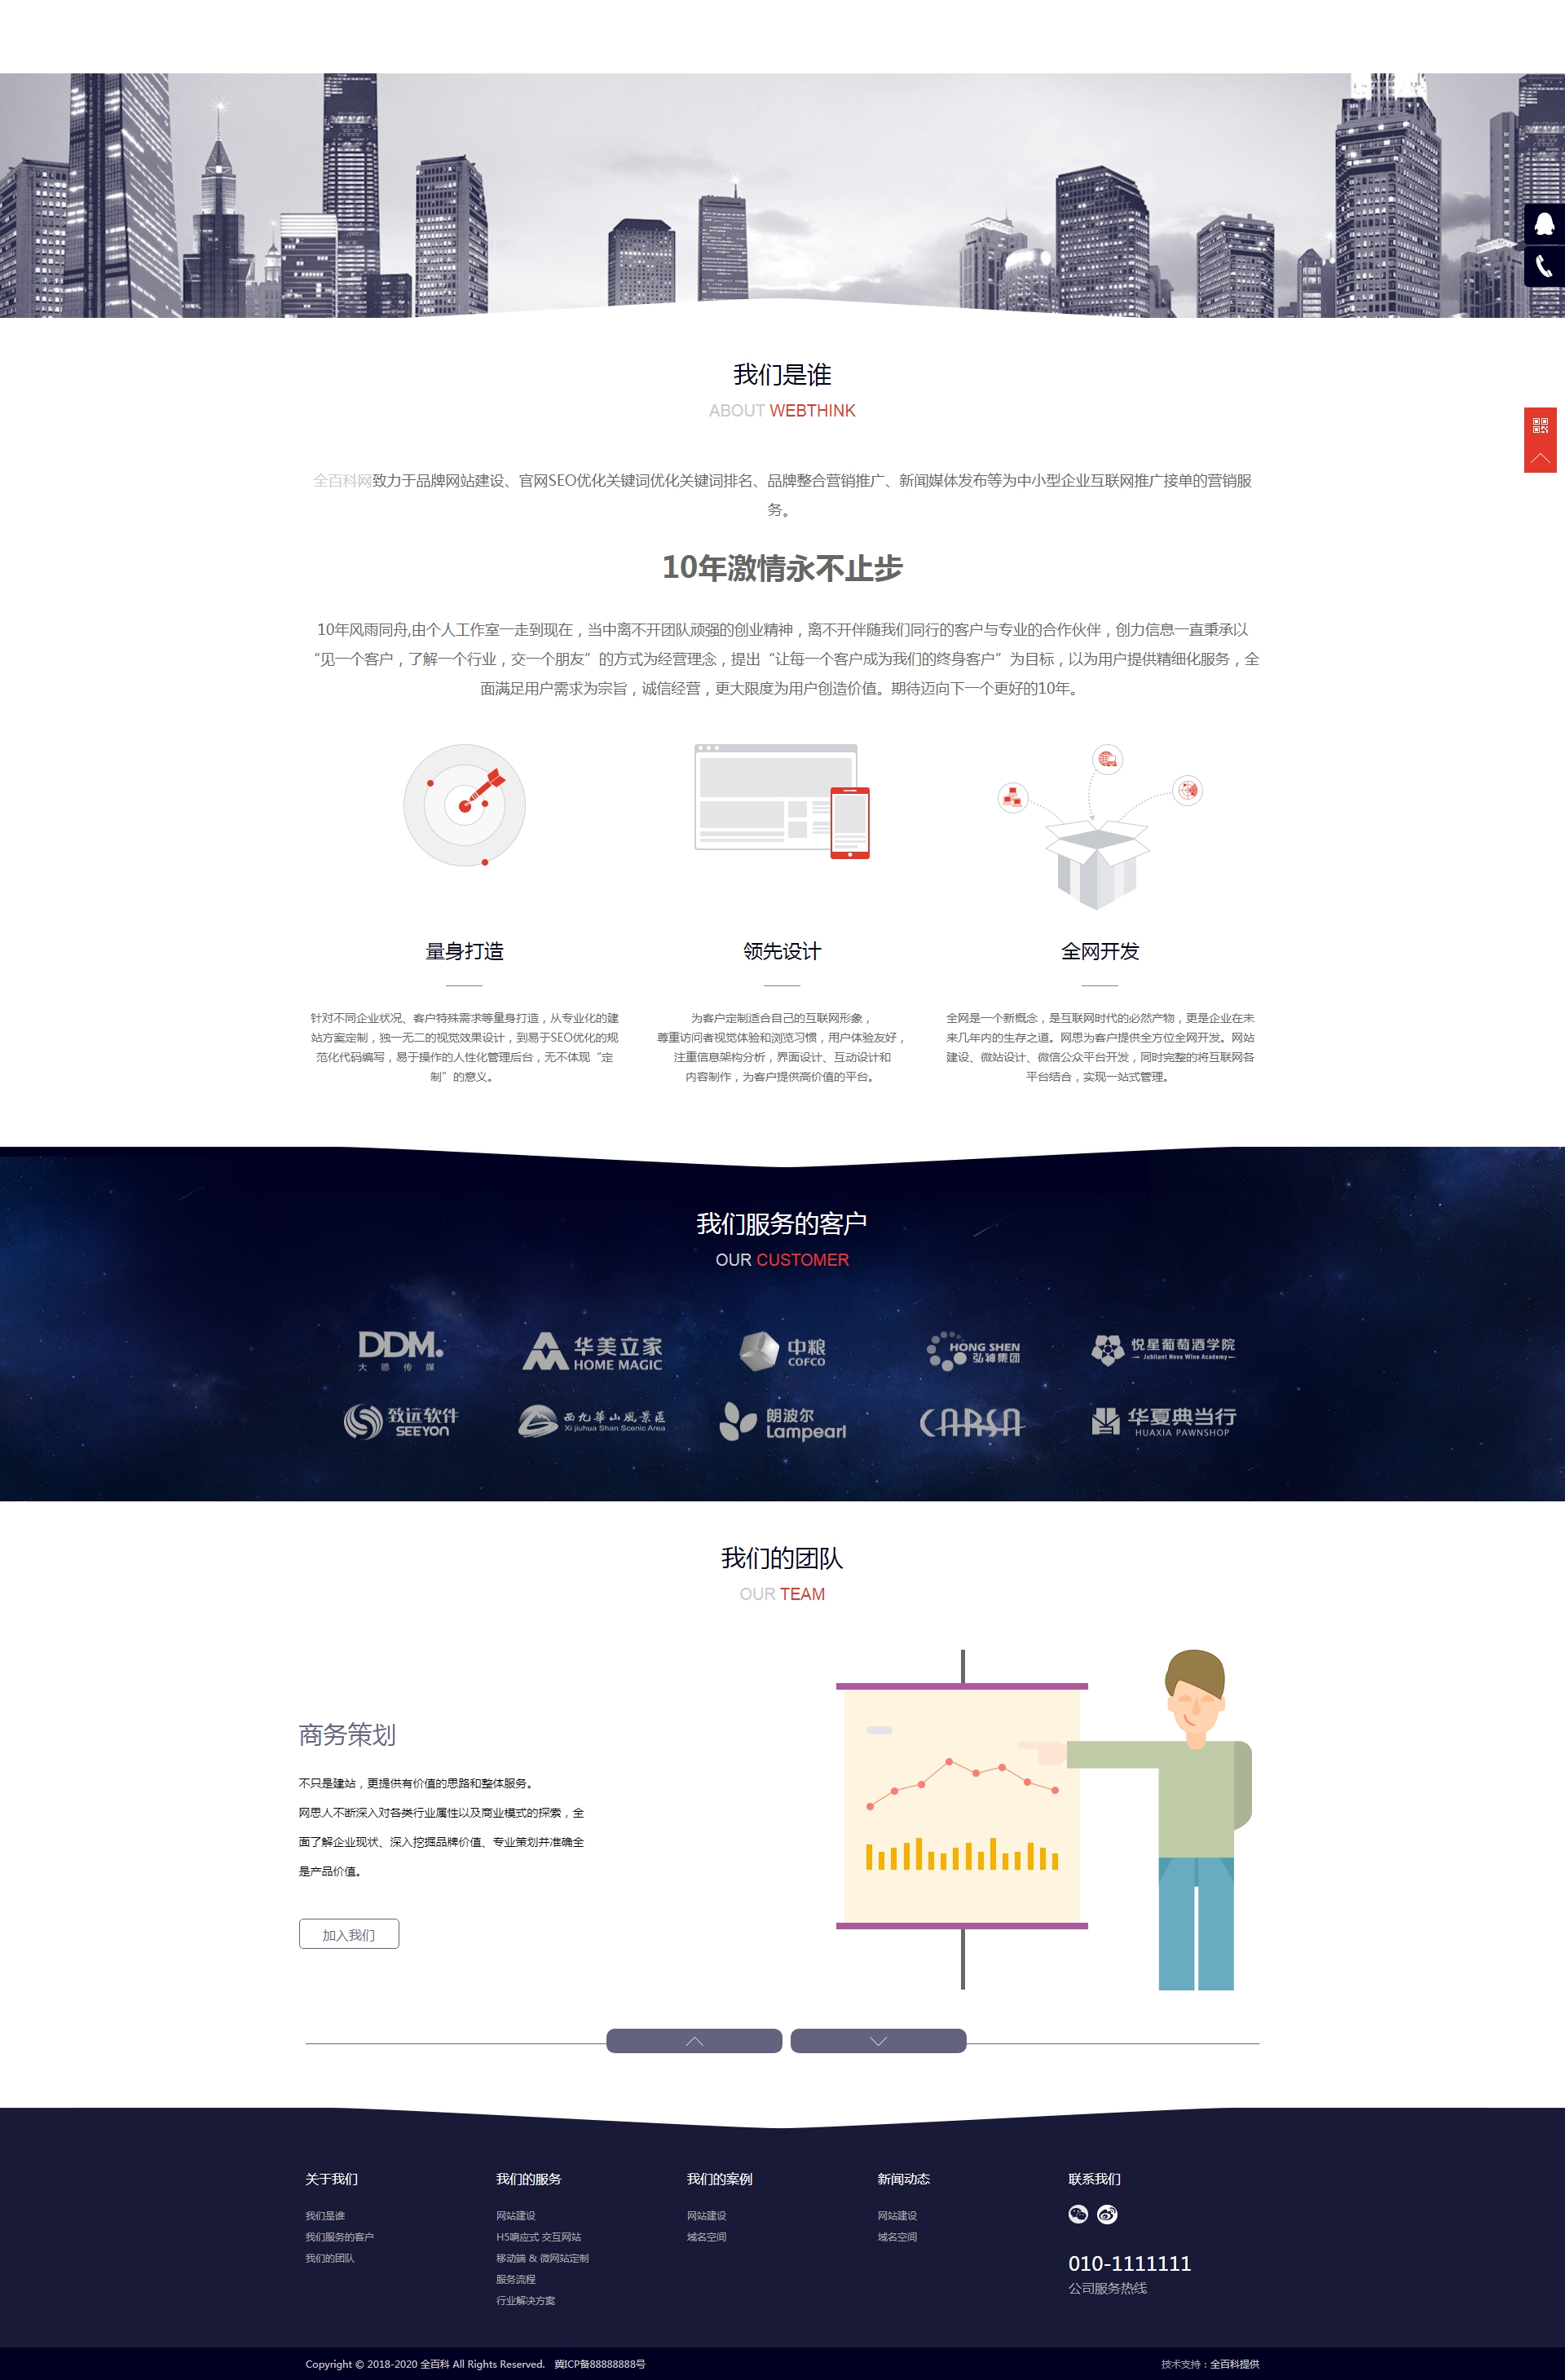 我们是谁
ABOUT WEBTHINK
全百科网致力于品牌网站建设、官网SEO优化关键词优化关键词排名、品牌整合营销推广、新闻媒体发布等为中小型企业互联网推广接单的营销服
务。
10年激情永不止步
10年风雨同舟,由个人工作室一走到现在，当中离不开团队顽强的创业精神，离不开伴随我们同行的客户与专业的合作伙伴，创力信息一直秉承以
“见一个客户，了解一个行业，交一个朋友”的方式为经营理念，提出“让每一个客户成为我们的终身客户”为目标，以为用户提供精细化服务，全
面满足用户需求为宗旨，诚信经营，更大限度为用户创造价值。期待迈向下一个更好的10年。
量身打造
针对不同企业状况、客户特殊需求等量身打造，从专业化的建
站方案定制，独一无二的视觉效果设计，到易于SEO优化的规
范化代码编写，易于操作的人性化管理后台，无不体现“定
制”的意义。
领先设计
为客户定制适合自己的互联网形象，
尊重访问者视觉体验和浏览习惯，用户体验友好，
注重信息架构分析，界面设计、互动设计和
内容制作，为客户提供高价值的平台。
全网开发
全网是一个新概念，是互联网时代的必然产物，更是企业在未
来几年内的生存之道。网思为客户提供全方位全网开发。网站
建设、微站设计、微信公众平台开发，同时完整的将互联网各
平台结合，实现一站式管理。
我们服务的客户
OUR CUSTOMER
DDM.
大德传媒
华美立家
HOME MAGIC
中粮
COFCO
HONG SHEN
弘绅集团
悦星葡萄酒学院
Jubilant Nova Wine Academy
致远软件
SEEYON
西九华山風景區
Xi jiuhua Shan Scenic Area
朗波尔
Lampearl
CARSA
华夏典当行
HUAXIA PAWNSHOP
我们的团队
OUR TEAM
商务策划
不只是建站，更提供有价值的思路和整体服务。
网思人不断深入对各类行业属性以及商业模式的探索，全
面了解企业现状、深入挖掘品牌价值、专业策划并准确全
是产品价值。
加入我们
关于我们
我们是谁
我们服务的客户
我们的团队
我们的服务
网站建设
H5响应式 交互网站
移动端 & 微网站定制
服务流程
行业解决方案
我们的案例
网站建设
域名空间
新闻动态
网站建设
域名空间
联系我们
010-1111111
公司服务热线
Copyright © 2018-2020 全百科 All Rights Reserved. 冀ICP备88888888号
技术支持：全百科提供